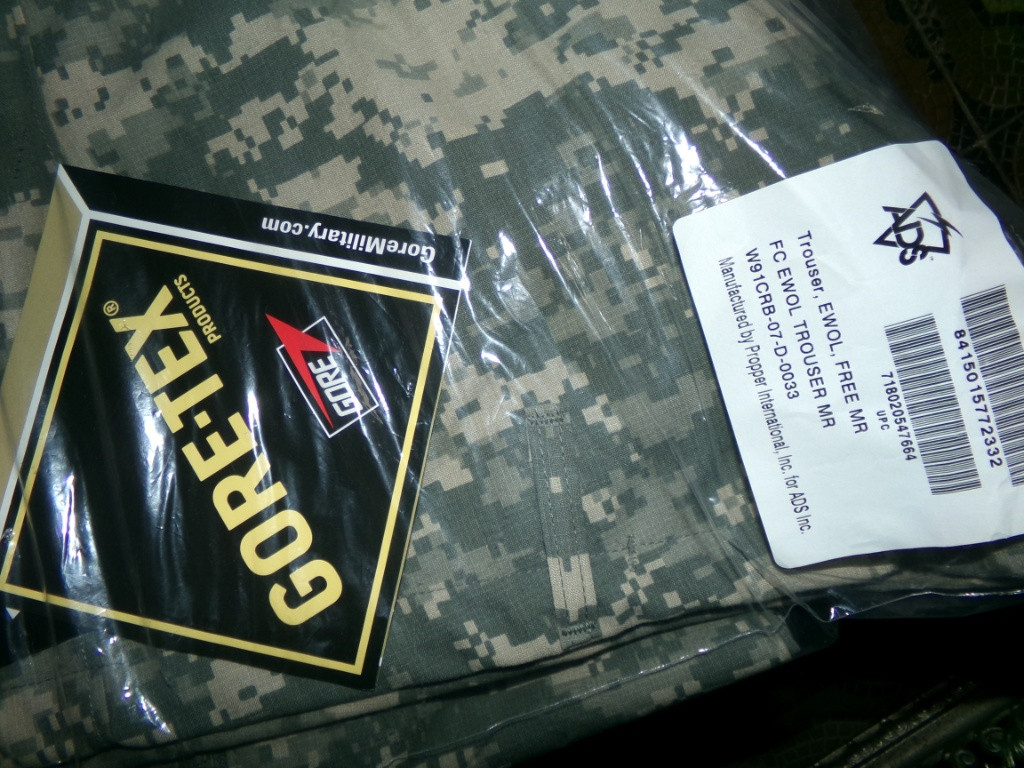 GoreMilitary.com
GORE-TEX®
PRODUCTS
GORE
ADS
Trouser, EWOL, FREE MR
FC EWOL TROUSER MR
W91CRB-07-D-0033
Manufactured by Propper International, Inc. for ADS Inc.
841501572332
718020547664
UPC